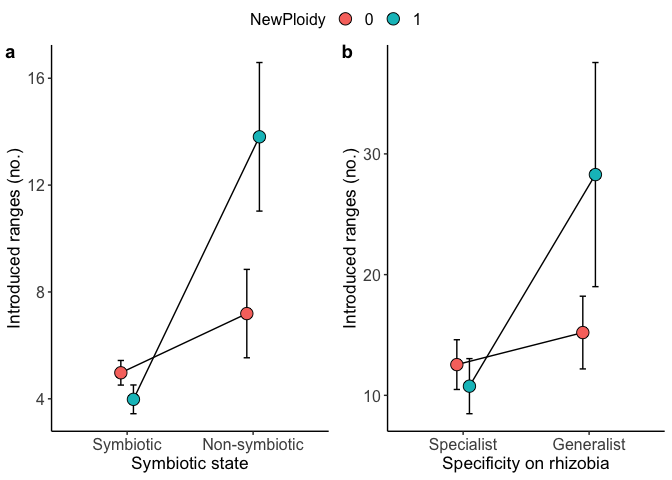 NewPloidy 0 1
a.
Introduced ranges (no.)
16
12
8
4
Symbiotic Non-symbiotic
Symbiotic state
b
Introduced ranges (no.)
30
20
10
Specialist Generalist
Specificity on rhizobia